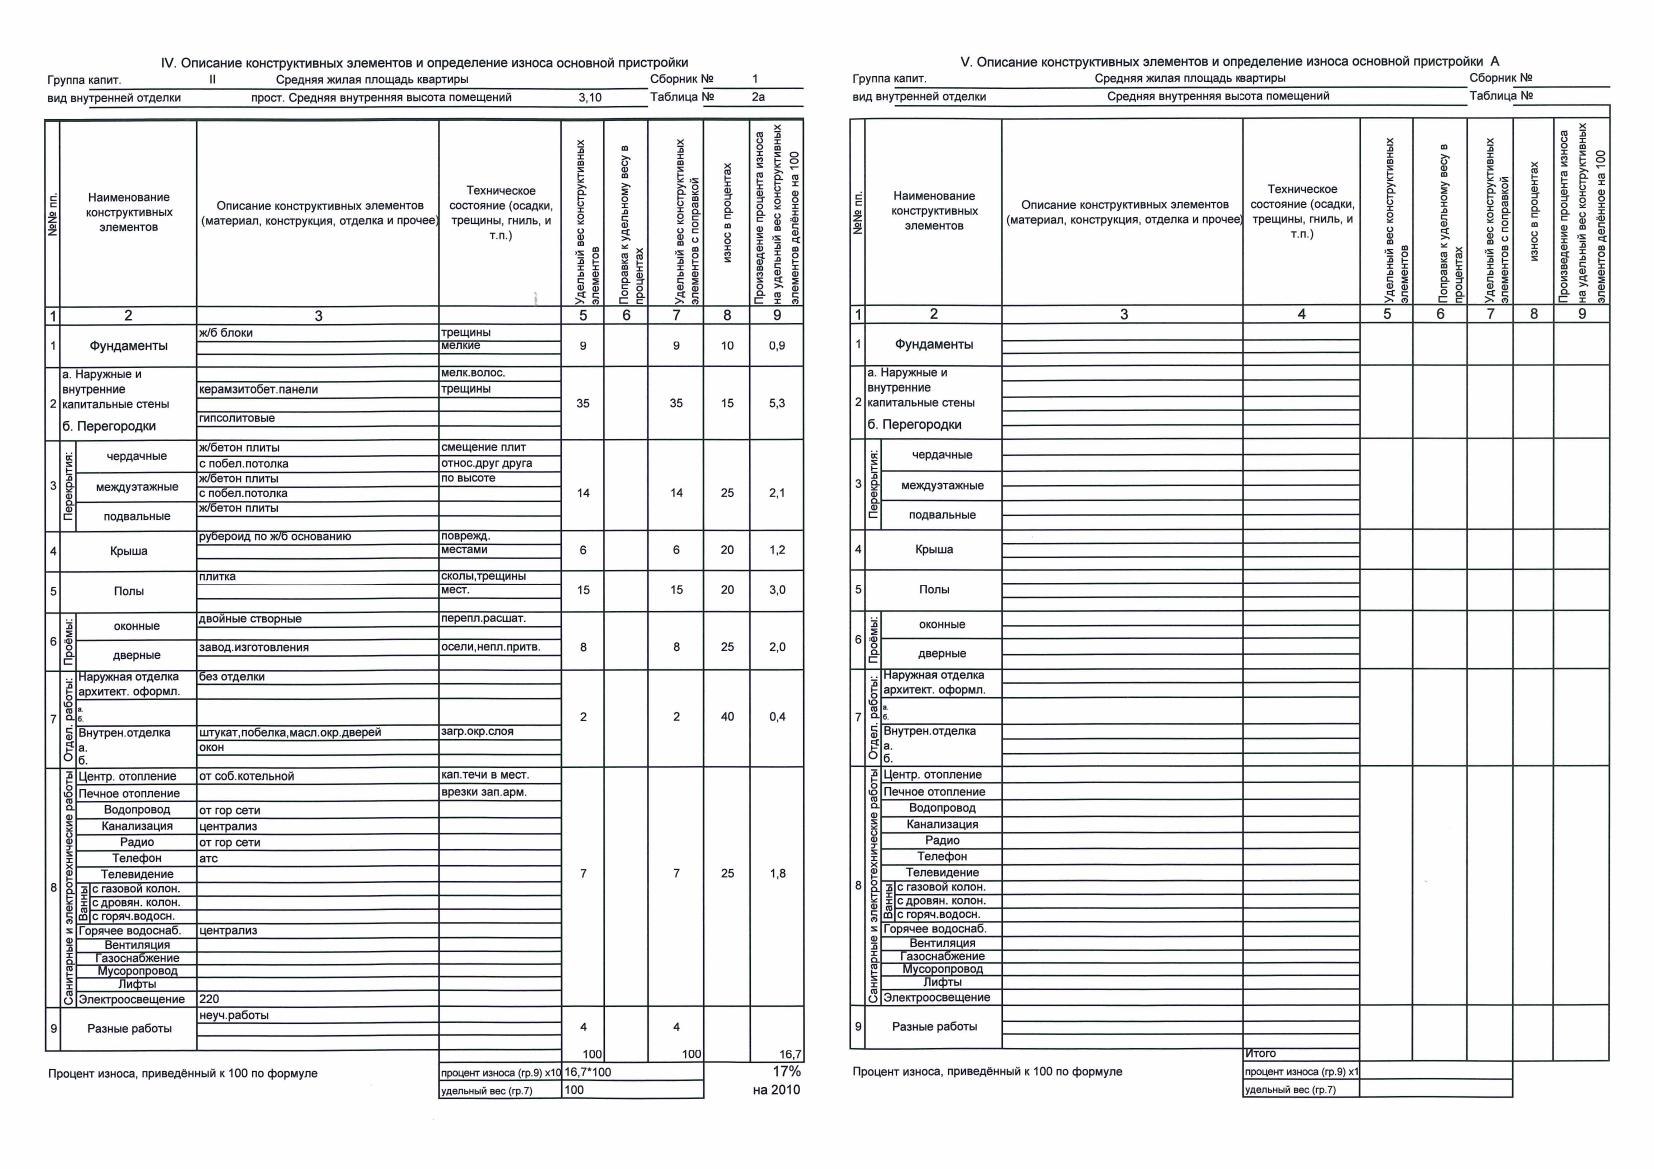 IV. Описание конструктивных элементов и определение износа основной пристройки
Группа капит. II Средняя жилая площадь квартиры Сборник № 1
вид внутренней отделки прост. Средняя внутренняя высота помещений 3,10 Таблица № 2а
№№ пп.
Наименование конструктивных элементов
Описание конструктивных элементов (материал, конструкция, отделка и прочее)
Техническое состояние (осадки, трещины, гниль, и т.п.)
Удельный вес конструктивных элементов
Поправка к удельному весу в процентах
Удельный вес конструктивных элементов с поправкой
износ в процентах
Произведение процента износа на удельный вес конструктивных элементов делённое на 100
1 2 3 5 6 7 8 9
1 Фундаменты ж/б блоки трещины мелкие 9 9 10 0,9
2 а. Наружные и внутренние капитальные стены керамзитобет.панели мелк.волос. трещины 35 35 15 5,3
б. Перегородки гипсолитовые
3 Перекрытия:
чердачные ж/бетон плиты смещение плит
с побел.потолка относ.друг друга
междуэтажные ж/бетон плиты по высоте
с побел.потолка 14 14 25 2,1
подвальные ж/бетон плиты
4 Крыша рубероид по ж/б основанию поврежд. местами 6 6 20 1,2
5 Полы плитка сколы,трещины мест. 15 15 20 3,0
6 Проёмы:
оконные двойные створные перепл.расшат.
дверные завод.изготовления осели,непл.притв. 8 8 25 2,0
7 Отдел. работы:
Наружная отделка без отделки
архитект. оформл.
а.
б.
2 2 40 0,4
Внутрен.отделка штукат,побелка,масл.окр.дверей загр.окр.слоя
а. окон
б.
8 Санитарные и электротехнические работы
Центр. отопление от соб.котельной кап.течи в мест.
Печное отопление врезки зап.арм.
Водопровод от гор сети
Канализация централиз
Радио от гор сети
Телефон атс
Телевидение 7 7 25 1,8
Ванны
с газовой колон.
с дровян. колон.
с горяч.водосн.
Горячее водоснаб. централиз
Вентиляция
Газоснабжение
Мусоропровод
Лифты
Электроосвещение 220
9 Разные работы неуч.работы 4 4
100 100 16,7
Процент износа, приведённый к 100 по формуле процент износа (гр.9) х10 16,7*100 17%
удельный вес (гр.7) 100 на 2010
V. Описание конструктивных элементов и определение износа основной пристройки А
Группа капит. Средняя жилая площадь квартиры Сборник №
вид внутренней отделки Средняя внутренняя высота помещений Таблица №
№№ пп.
Наименование конструктивных элементов
Описание конструктивных элементов (материал, конструкция, отделка и прочее)
Техническое состояние (осадки, трещины, гниль, и т.п.)
Удельный вес конструктивных элементов
Поправка к удельному весу в процентах
Удельный вес конструктивных элементов с поправкой
износ в процентах
Произведение процента износа на удельный вес конструктивных элементов делённое на 100
1 2 3 4 5 6 7 8 9
1 Фундаменты
2 а. Наружные и внутренние капитальные стены
б. Перегородки
3 Перекрытия:
чердачные
междуэтажные
подвальные
4 Крыша
5 Полы
6 Проёмы:
оконные
дверные
7 Отдел. работы:
Наружная отделка
архитект. оформл.
а.
б.
Внутрен.отделка
а.
б.
8 Санитарные и электротехнические работы
Центр. отопление
Печное отопление
Водопровод
Канализация
Радио
Телефон
Телевидение
Ванны
с газовой колон.
с дровян. колон.
с горяч.водосн.
Горячее водоснаб.
Вентиляция
Газоснабжение
Мусоропровод
Лифты
Электроосвещение
9 Разные работы
Итого
Процент износа, приведённый к 100 по формуле процент износа (гр.9) х1
удельный вес (гр.7)